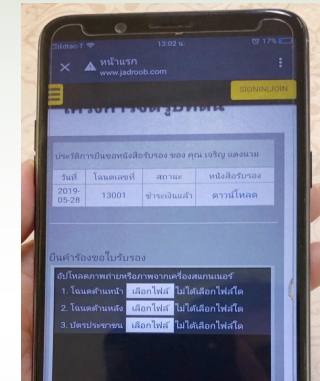 13:02 น.
17%
หน้าแรก
www.jadroob.com
SIGNIN|JOIN
ประวัติการยื่นขอหนังสือรับรอง ของ คุณ เจริญ แดงนาม
วันที่ โฉนดเลขที่ สถานะ หนังสือรับรอง
2019-05-28 13001 ชำระเงินแล้ว ดาวน์โหลด
ยื่นคำร้องขอใบรับรอง
อัปโหลดภาพถ่ายหรือภาพจากเครื่องสแกนเนอร์
1. โฉนดด้านหน้า เลือกไฟล์ ไม่ได้เลือกไฟล์ใด
2. โฉนดด้านหลัง เลือกไฟล์ ไม่ได้เลือกไฟล์ใด
3. บัตรประชาชน เลือกไฟล์ ไม่ได้เลือกไฟล์ใด